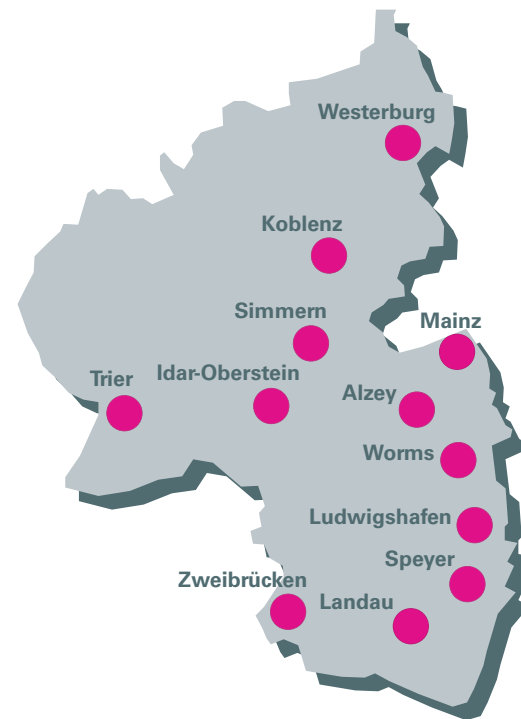 Westerburg
Koblenz
Simmern
Mainz
Trier
Idar-Oberstein
Alzey
Worms
Ludwigshafen
Speyer
Zweibrücken
Landau